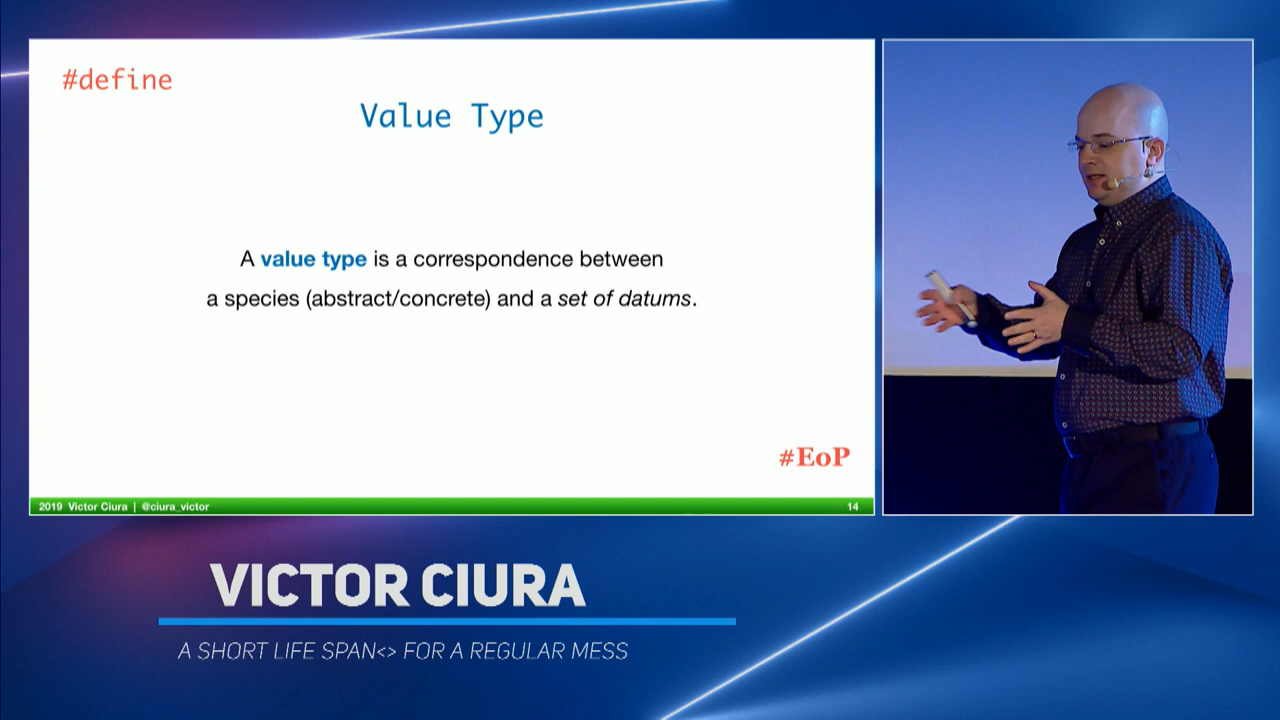 #define
Value Type
A value type is a correspondence between
a species (abstract/concrete) and a set of datums.
#EoP
2019 Victor Ciura | @ciura_victor
14
VICTOR CIURA
A SHORT LIFE SPAN<> FOR A REGULAR MESS